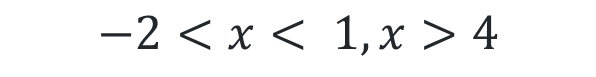 −2 < x < 1, x > 4